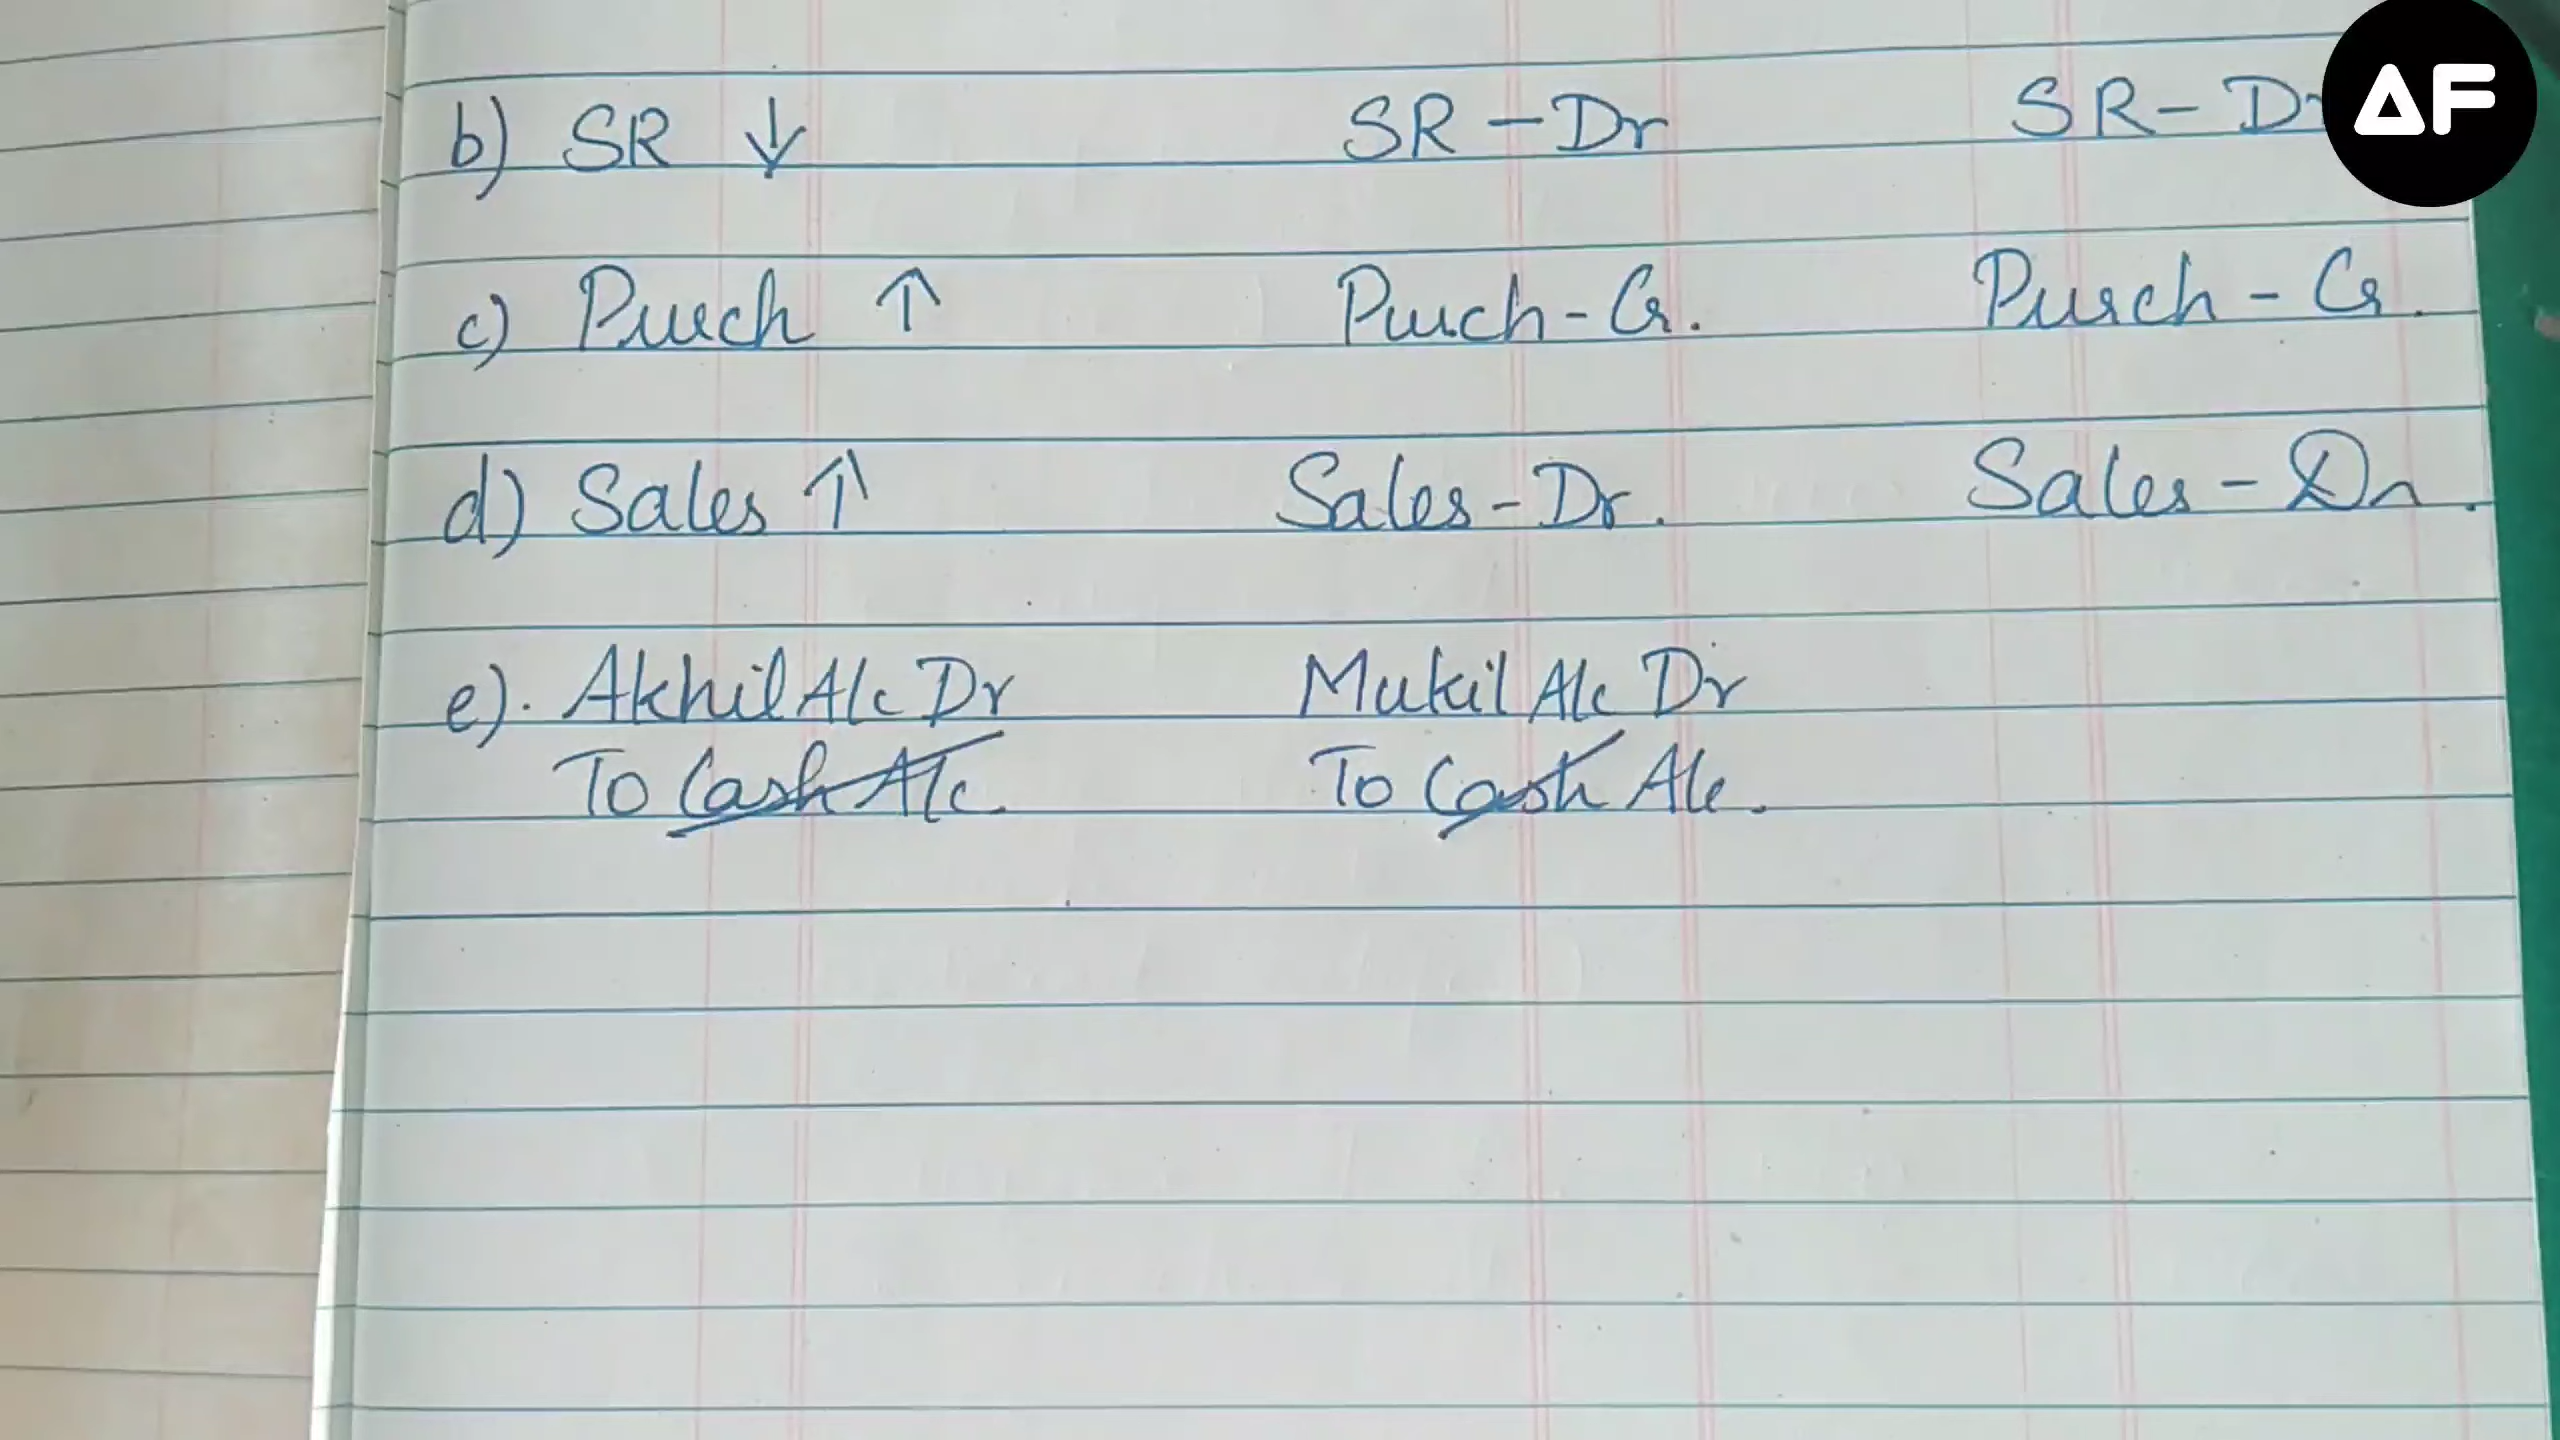 b) SR ↓ SR - Dr SR - Dr
c) Purch ↑ Purch - Cr. Purch - Cr.
d) Sales ↑ Sales - Dr. Sales - Dr.
e). Akhil A/c Dr Mukil A/c Dr
To Cash A/c. To Cash A/c.
AF